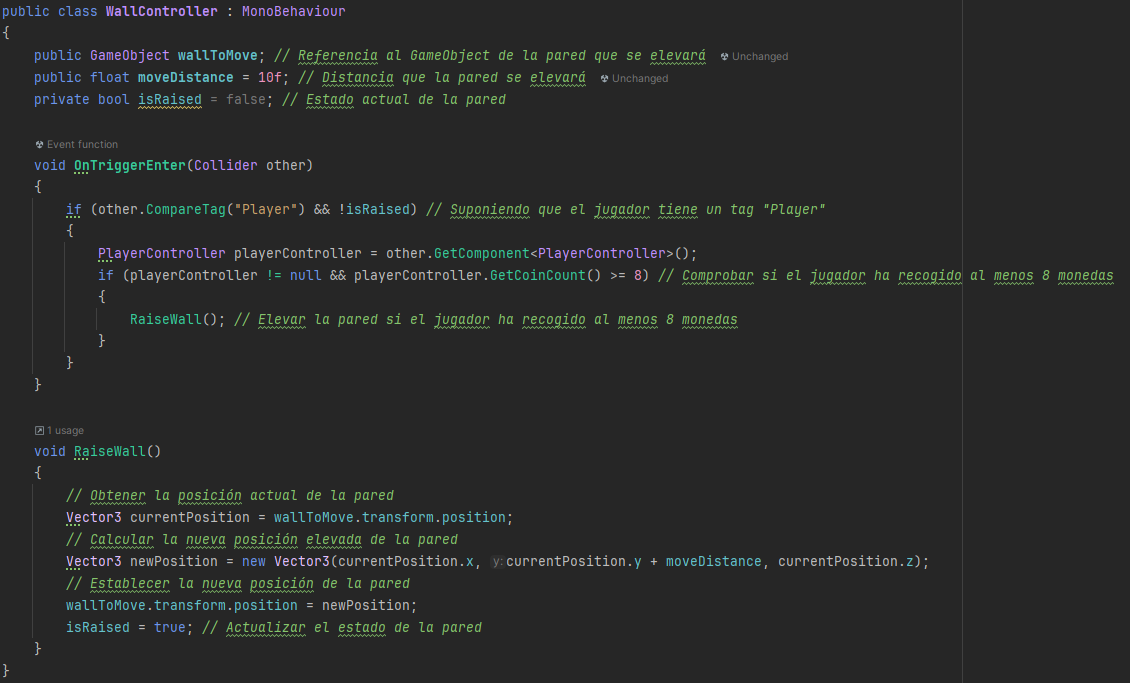 public class WallController : MonoBehaviour
{
    public GameObject wallToMove; // Referencia al GameObject de la pared que se elevará  Unchanged
    public float moveDistance = 10f; // Distancia que la pared se elevará  Unchanged
    private bool isRaised = false; // Estado actual de la pared

    Event function
    void OnTriggerEnter(Collider other)
    {
        if (other.CompareTag("Player") && !isRaised) // Suponiendo que el jugador tiene un tag "Player"
        {
            PlayerController playerController = other.GetComponent<PlayerController>();
            if (playerController != null && playerController.GetCoinCount() >= 8) // Comprobar si el jugador ha recogido al menos 8 monedas
            {
                RaiseWall(); // Elevar la pared si el jugador ha recogido al menos 8 monedas
            }
        }
    }

    1 usage
    void RaiseWall()
    {
        // Obtener la posición actual de la pared
        Vector3 currentPosition = wallToMove.transform.position;
        // Calcular la nueva posición elevada de la pared
        Vector3 newPosition = new Vector3(currentPosition.x, y: currentPosition.y + moveDistance, currentPosition.z);
        // Establecer la nueva posición de la pared
        wallToMove.transform.position = newPosition;
        isRaised = true; // Actualizar el estado de la pared
    }
}